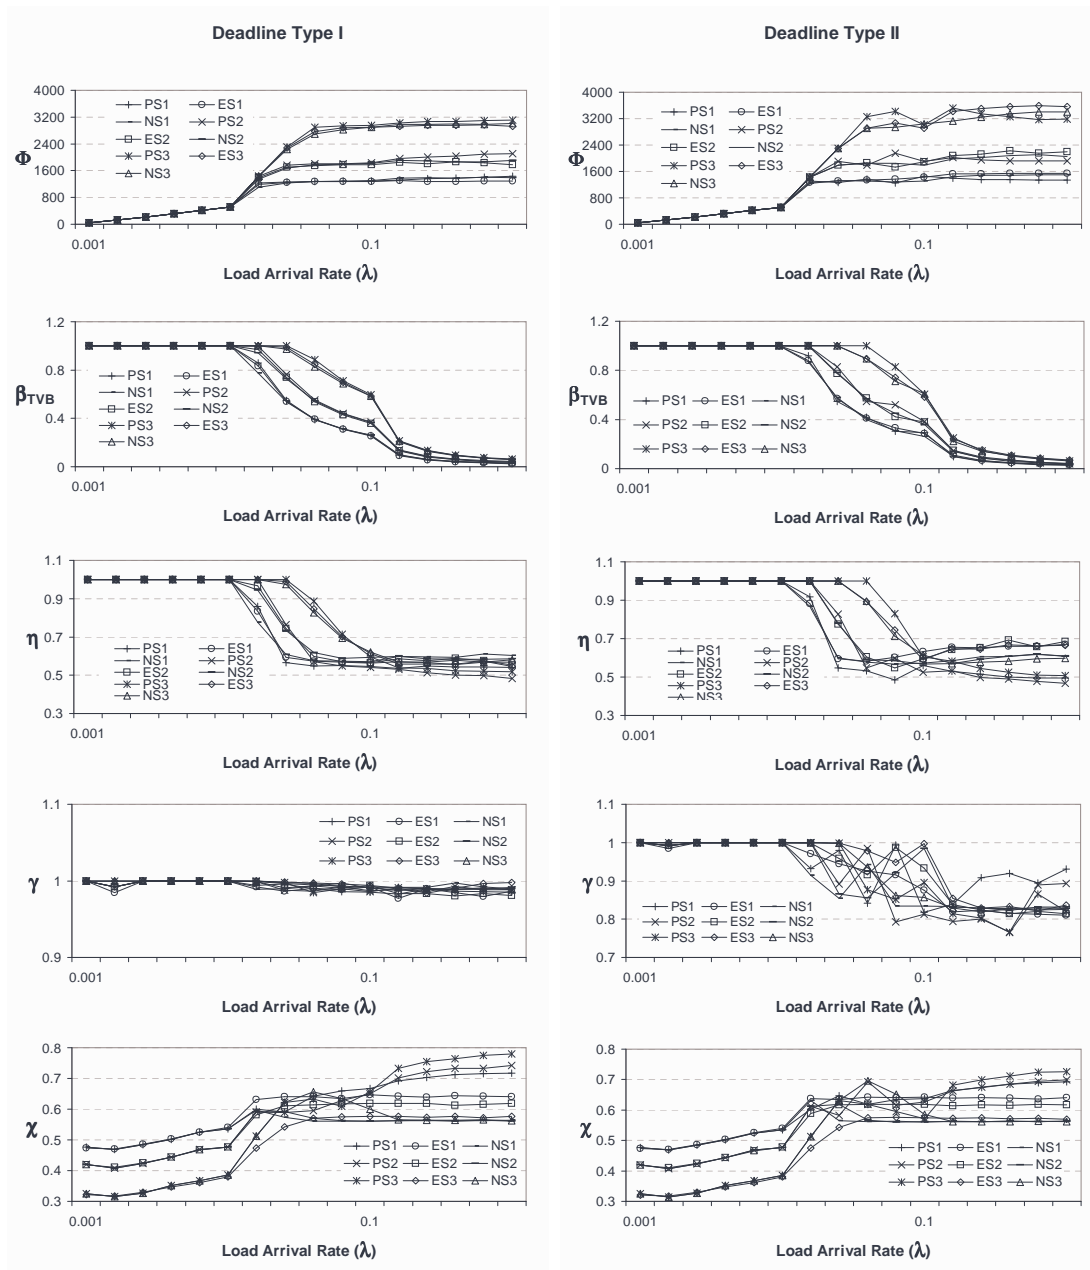 Deadline Type I
Deadline Type II
Φ
4000
3200
2400
1600
800
0
PS1
ES1
NS1
PS2
ES2
NS2
PS3
ES3
NS3
0.001
0.1
Load Arrival Rate (λ)
Φ
4000
3200
2400
1600
800
0
PS1
ES1
NS1
PS2
ES2
NS2
PS3
ES3
NS3
0.001
0.1
Load Arrival Rate (λ)
βTVB
1.2
0.8
0.4
0
PS1
ES1
NS1
PS2
ES2
NS2
PS3
ES3
NS3
0.001
0.1
Load Arrival Rate (λ)
βTVB
1.2
0.8
0.4
0
PS1
ES1
NS1
PS2
ES2
NS2
PS3
ES3
NS3
0.001
0.1
Load Arrival Rate (λ)
η
1.1
0.9
0.7
0.5
0.3
PS1
ES1
NS1
PS2
ES2
NS2
PS3
ES3
NS3
0.001
0.1
Load Arrival Rate (λ)
η
1.1
0.9
0.7
0.5
0.3
PS1
ES1
NS1
PS2
ES2
NS2
PS3
ES3
NS3
0.001
0.1
Load Arrival Rate (λ)
γ
1.1
1
0.9
PS1
ES1
NS1
PS2
ES2
NS2
PS3
ES3
NS3
0.001
0.1
Load Arrival Rate (λ)
γ
1.1
1
0.9
0.8
0.7
PS1
ES1
NS1
PS2
ES2
NS2
PS3
ES3
NS3
0.001
0.1
Load Arrival Rate (λ)
χ
0.8
0.7
0.6
0.5
0.4
0.3
PS1
ES1
NS1
PS2
ES2
NS2
PS3
ES3
NS3
0.001
0.1
Load Arrival Rate (λ)
χ
0.8
0.7
0.6
0.5
0.4
0.3
PS1
ES1
NS1
PS2
ES2
NS2
PS3
ES3
NS3
0.001
0.1
Load Arrival Rate (λ)